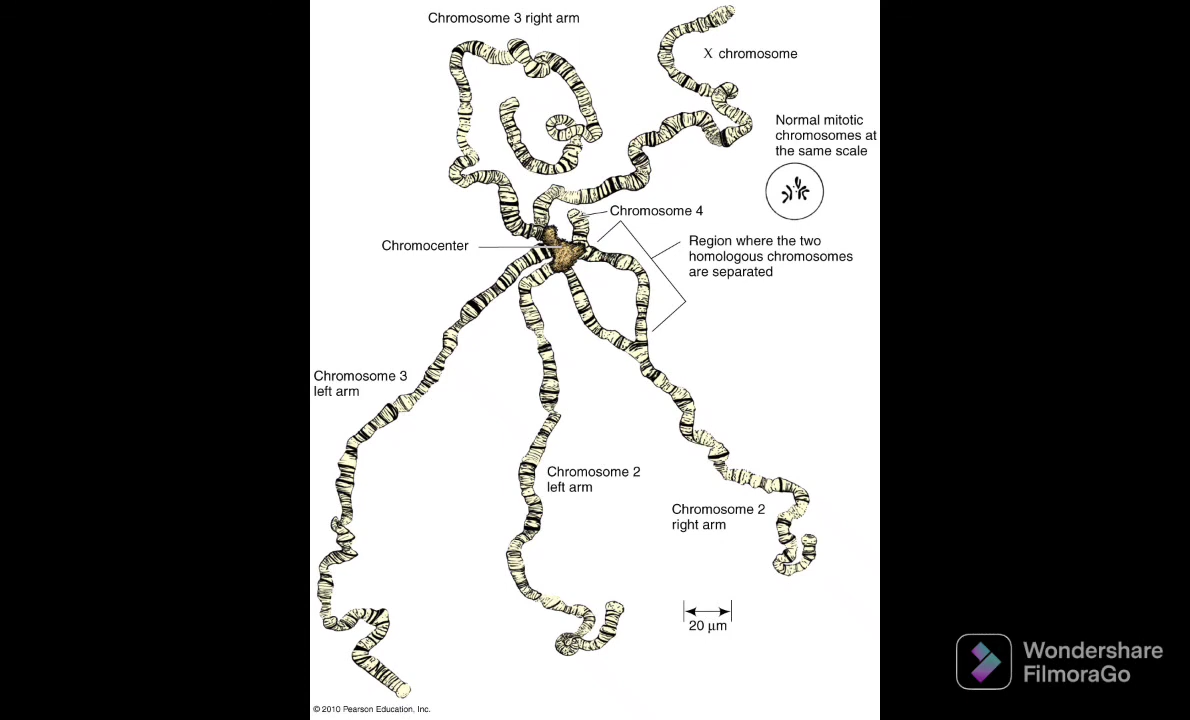 Chromosome 3 right arm
X chromosome
Normal mitotic
chromosomes at
the same scale
Chromosome 4
Chromocenter
Region where the two
homologous chromosomes
are separated
Chromosome 3
left arm
Chromosome 2
left arm
Chromosome 2
right arm
20 μm
Wondershare
FilmoraGo
© 2010 Pearson Education, Inc.